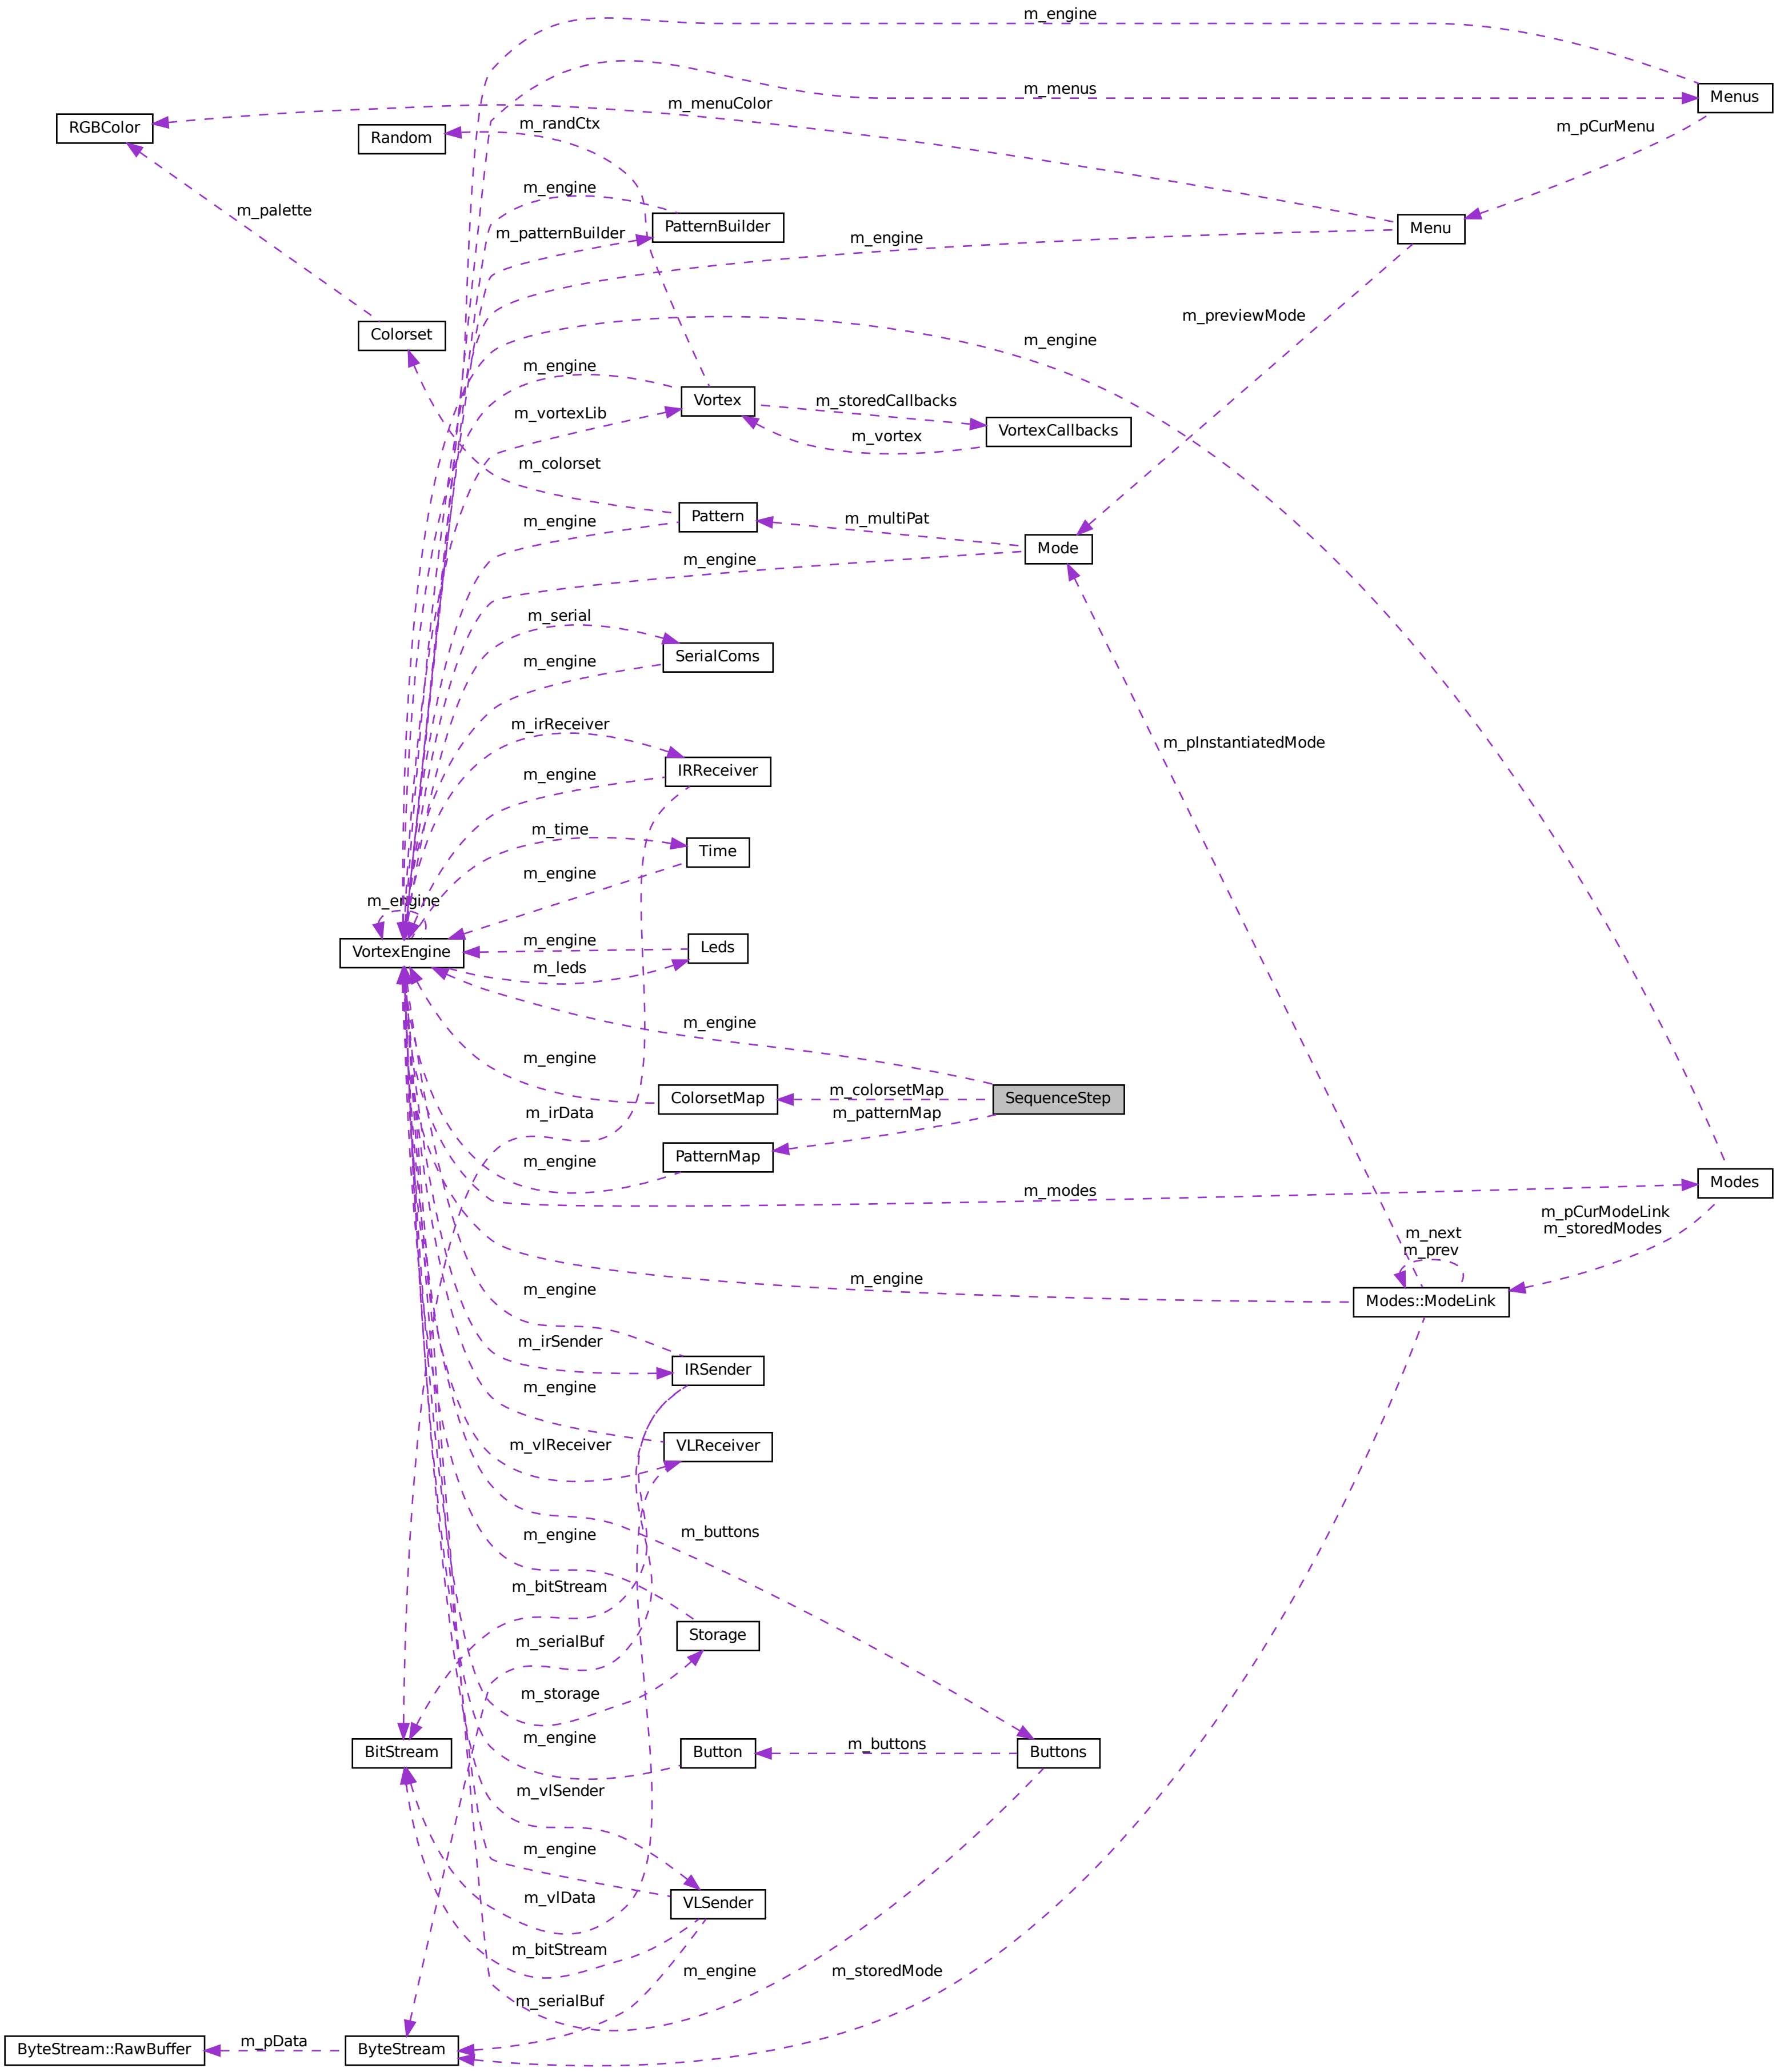 m_engine
m_menus
Menus
m_menuColor
RGBColor
m_randCtx
m_pCurMenu
Random
m_engine
m_palette
PatternBuilder
Menu
m_patternBuilder
m_engine
m_previewMode
Colorset
m_engine
m_engine
Vortex
m_storedCallbacks
m_vortexLib
VortexCallbacks
m_vortex
m_colorset
Pattern
m_multiPat
m_engine
Mode
m_engine
m_serial
SerialComs
m_engine
m_irReceiver
m_pInstantiatedMode
IRReceiver
m_engine
m_time
Time
m_engine
m_engine
VortexEngine
m_engine
Leds
m_leds
m_engine
m_engine
m_colorsetMap
ColorsetMap
SequenceStep
m_irData
m_patternMap
PatternMap
m_engine
m_modes
Modes
m_pCurModeLink
m_storedModes
m_next
m_prev
m_engine
m_engine
Modes::ModeLink
m_irSender
IRSender
m_engine
m_vlReceiver
VLReceiver
m_engine
m_buttons
m_bitStream
m_serialBuf
Storage
m_storage
m_engine
BitStream
Button
m_buttons
Buttons
m_vlSender
m_engine
m_vlData
VLSender
m_bitStream
m_engine
m_storedMode
m_serialBuf
ByteStream::RawBuffer
m_pData
ByteStream